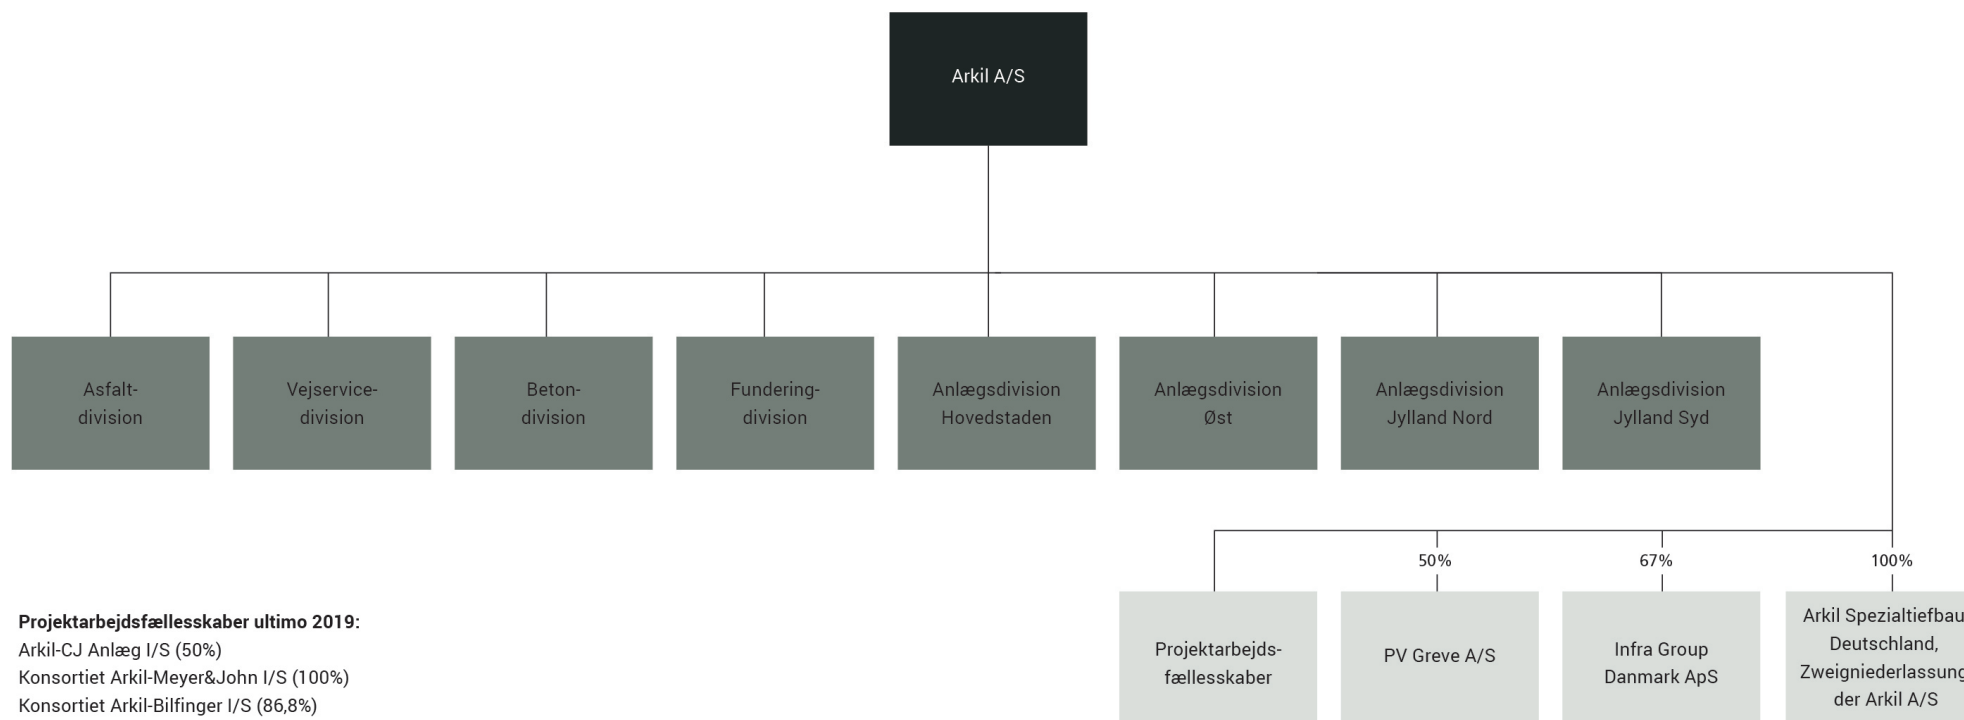 Arkil A/S
Asfalt-
division
Vejservice-
division
Beton-
division
Fundering-
division
Anlægsdivision
Hovedstaden
Anlægsdivision
Øst
Anlægsdivision
Jylland Nord
Anlægsdivision
Jylland Syd
50%
67%
100%
Projektarbejds-
fællesskaber
PV Greve A/S
Infra Group
Danmark ApS
Arkil Spezialtiefbau
Deutschland,
Zweigniederlassung
der Arkil A/S
Projektarbejdsfællesskaber ultimo 2019:
Arkil-CJ Anlæg I/S (50%)
Konsortiet Arkil-Meyer&John I/S (100%)
Konsortiet Arkil-Bilfinger I/S (86,8%)